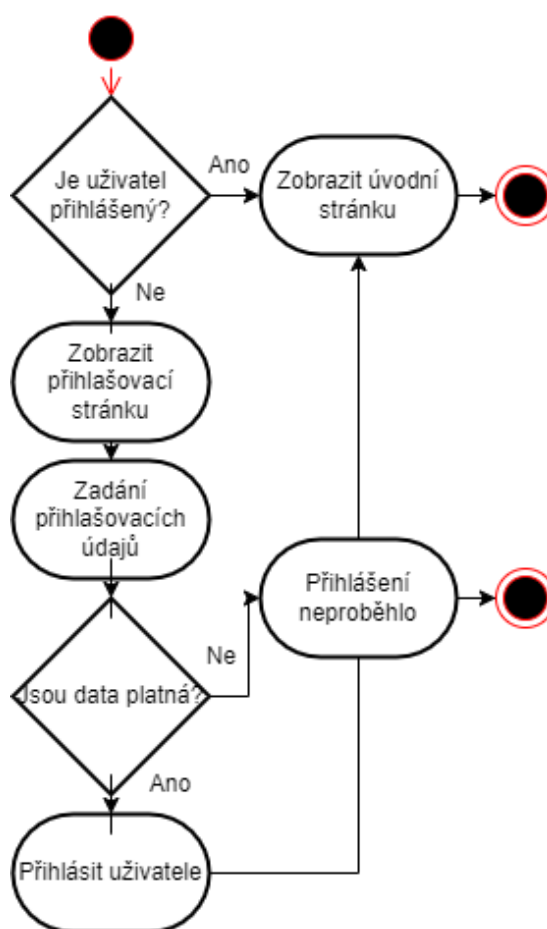 Je uživatel
přihlášený?
Ano
Zobrazit úvodní
stránku
Ne
Zobrazit
přihlašovací
stránku
Zadání
přihlašovacích
údajů
Jsou data platná?
Ne
Přihlášení
neproběhlo
Ano
Přihlásit uživatele